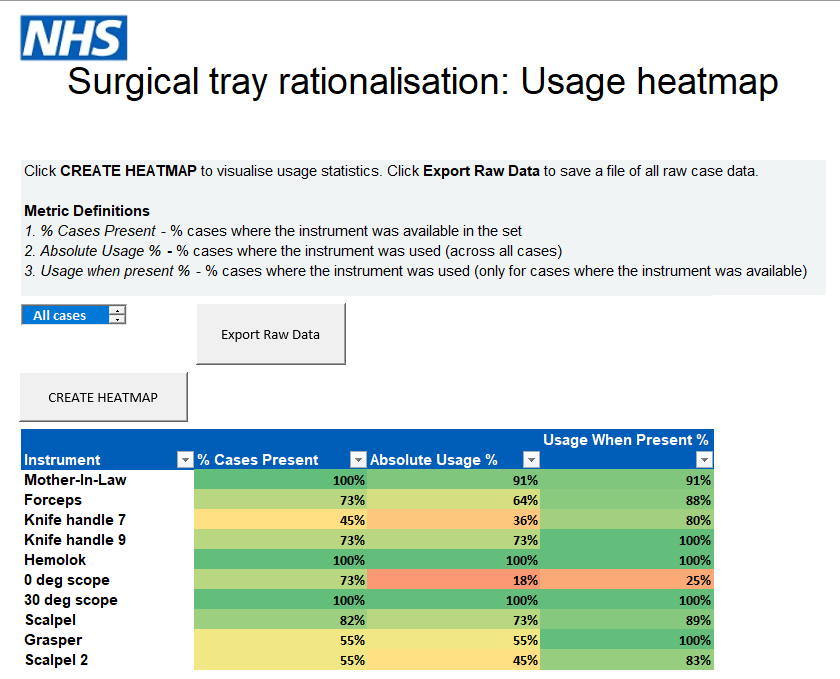 NHS
Surgical tray rationalisation: Usage heatmap
Click CREATE HEATMAP to visualise usage statistics. Click Export Raw Data to save a file of all raw case data.
Metric Definitions
1. % Cases Present - % cases where the instrument was available in the set
2. Absolute Usage % - % cases where the instrument was used (across all cases)
3. Usage when present % - % cases where the instrument was used (only for cases where the instrument was available)
All cases
Export Raw Data
CREATE HEATMAP
Instrument % Cases Present Absolute Usage % Usage When Present %
Mother-In-Law 100% 91% 91%
Forceps 73% 64% 88%
Knife handle 7 45% 36% 80%
Knife handle 9 73% 73% 100%
Hemolok 100% 100% 100%
0 deg scope 73% 18% 25%
30 deg scope 100% 100% 100%
Scalpel 82% 73% 89%
Grasper 55% 55% 100%
Scalpel 2 55% 45% 83%